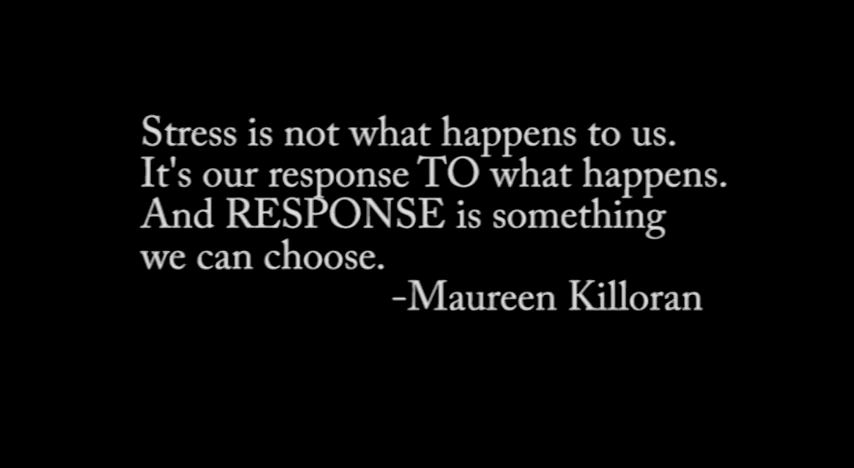 Stress is not what happens to us.
It's our response TO what happens.
And RESPONSE is something
we can choose.
-Maureen Killoran